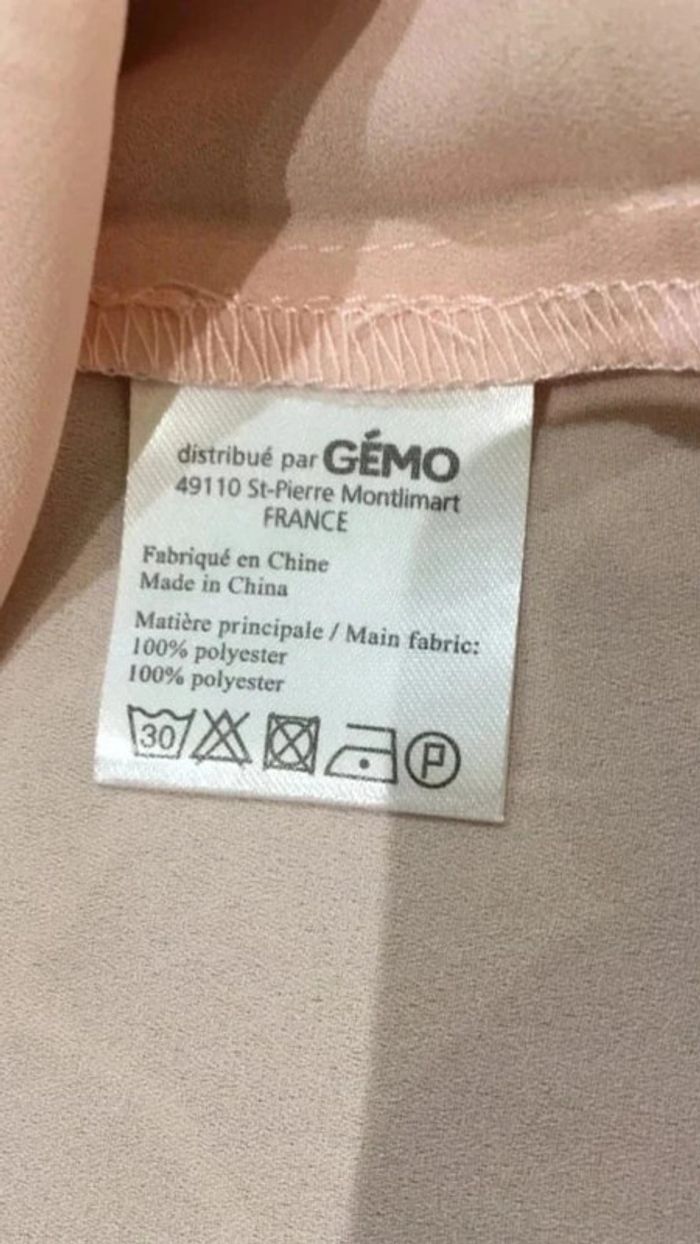 distribué par GÉMO
49110 St-Pierre Montlimart
FRANCE
Fabriqué en Chine
Made in China
Matière principale / Main fabric:
100% polyester
100% polyester
30 P